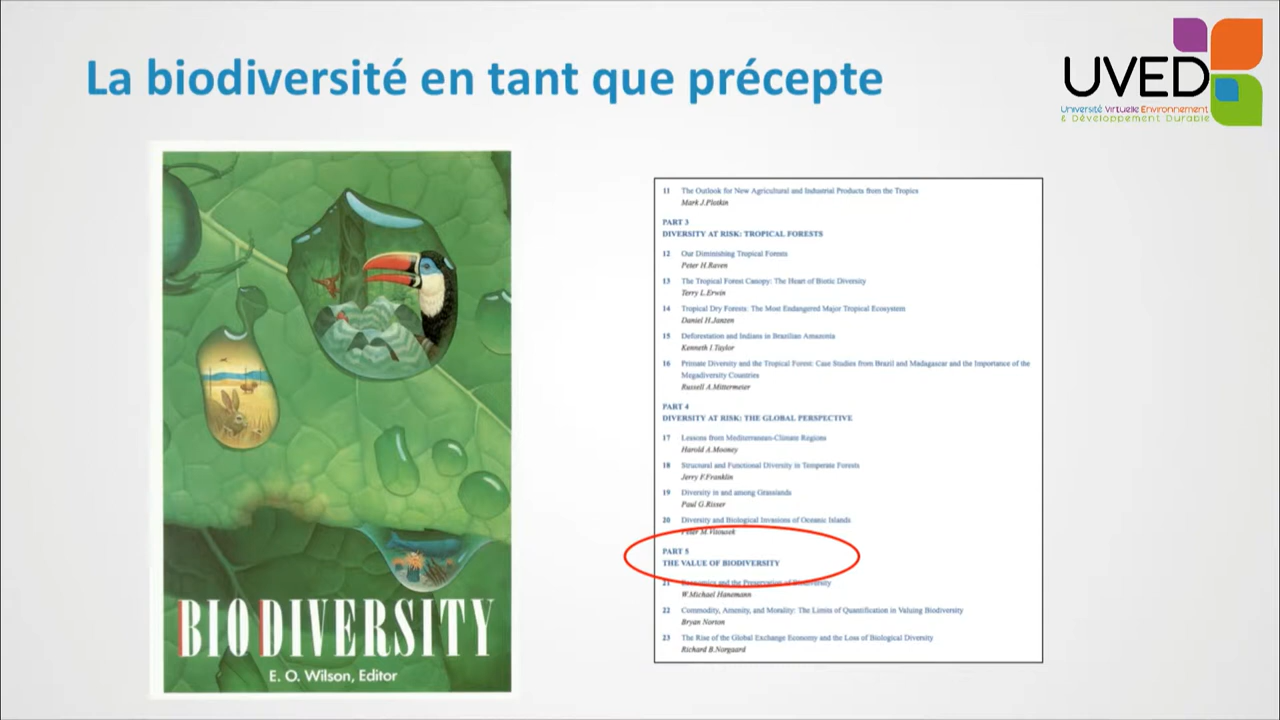 La biodiversité en tant que précepte
UVED
Université Virtuelle Environnement
& Développement Durable
BIODIVERSITY
E. O. Wilson, Editor
11 The Outlook for New Agricultural and Industrial Products from the Tropics
Mark J.Plotkin
PART 3
DIVERSITY AT RISK: TROPICAL FORESTS
12 Our Diminishing Tropical Forests
Peter H.Raven
13 The Tropical Forest Canopy: The Heart of Biotic Diversity
Terry L.Erwin
14 Tropical Dry Forests: The Most Endangered Major Tropical Ecosystem
Daniel H.Janzen
15 Deforestation and Indians in Brazilian Amazonia
Kenneth I Taylor
16 Primate Diversity and the Tropical Forest: Case Studies from Brazil and Madagascar and the Importance of the
Megadiversity Countries
Russell A.Mittermeier
PART 4
DIVERSITY AT RISK: THE GLOBAL PERSPECTIVE
17 Lessons from Mediterranean-Climate Regions
Harold A.Mooney
18 Structural and Functional Diversity in Temperate Forests
Jerry F.Franklin
19 Diversity in and among Grasslands
Paul G.Risser
20 Diversity and Biological Invasions of Oceanic Islands
Peter M.Vitousek
PART 5
THE VALUE OF BIODIVERSITY
21 Economics and the Preservation of Biodiversity
W.Michael Hanemann
22 Commodity, Amenity, and Morality: The Limits of Quantification in Valuing Biodiversity
Bryan Norton
23 The Rise of the Global Exchange Economy and the Loss of Biological Diversity
Richard B.Norgaard